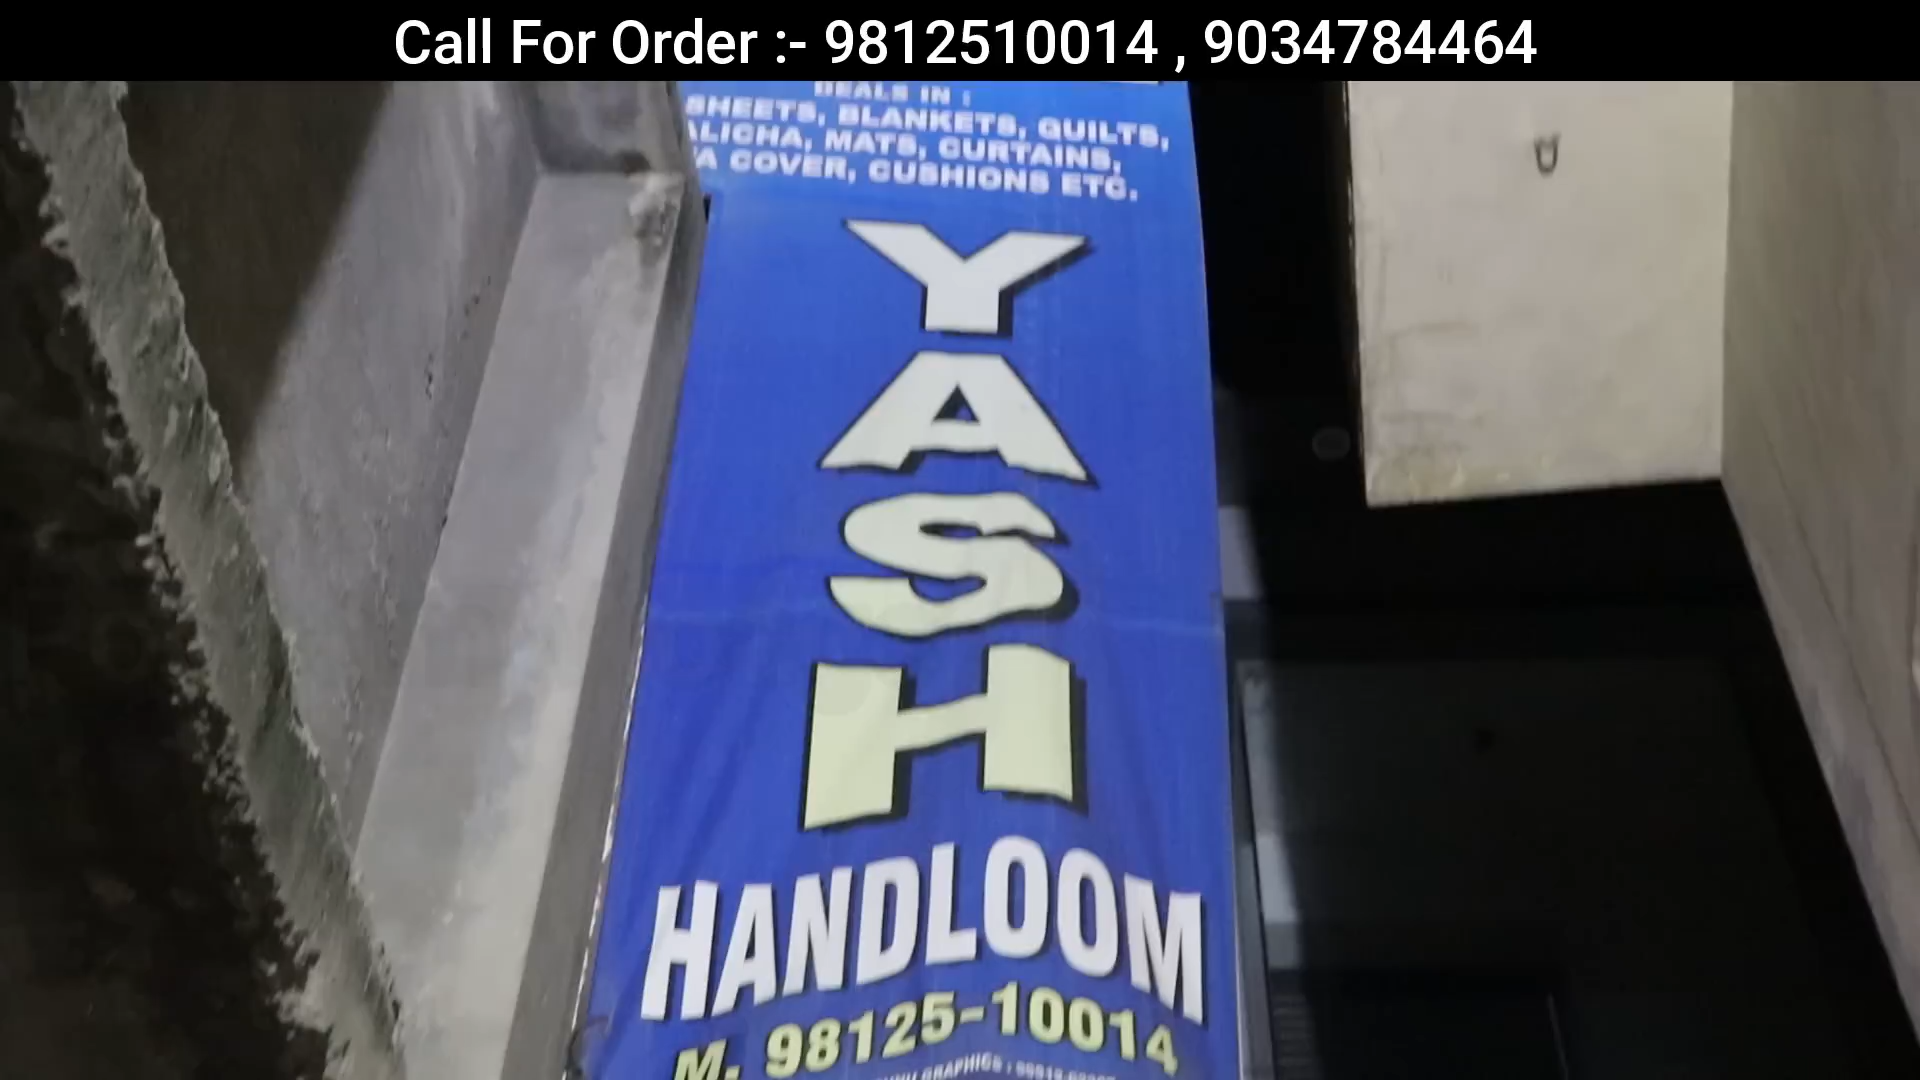 Call For Order :- 9812510014 , 9034784464
DEALS IN :
SHEETS, BLANKETS, QUILTS,
ALICHA, MATS, CURTAINS,
A COVER, CUSHIONS ETC.
YASH
HANDLOOM
M. 98125-10014
GRAPHICS :